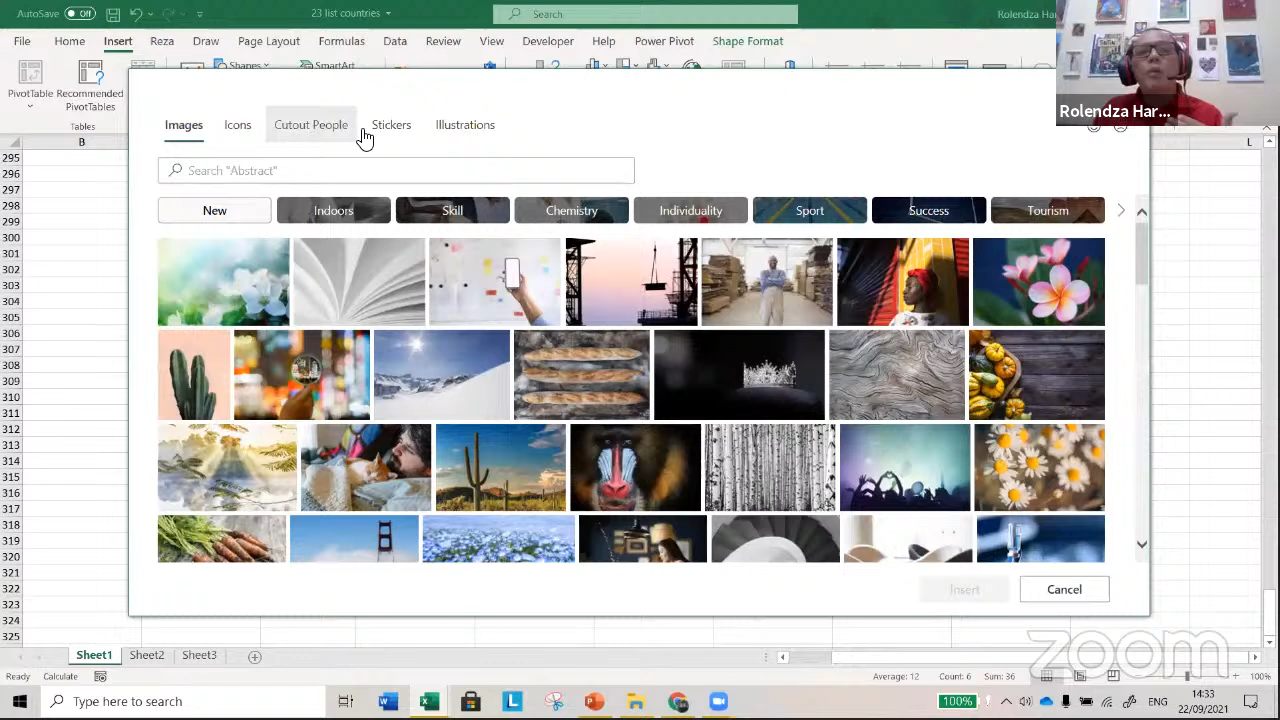 AutoSave Off 23 list countries Search Rolendza Har
File Home Insert Reza Draw Page Layout Formulas Data View Developer Help Power Pivot Shape Format
Shapes SmartArt
PivotTable Recommended
PivotTables
Tables
Rolendza Har...
Images Icons Cutout People Stickers Illustrations
Search "Abstract"
New Indoors Skill Chemistry Individuality Sport Success Tourism
B L
295
296
297
298
299
300
301
302
303
304
305
306
307
308
309
310
311
312
313
314
315
316
317
318
319
320
321
322
323
324
325
Insert Cancel
Sheet1 Sheet2 Sheet3
zoom
Ready Calculate Average: 12 Count: 6 Sum: 36 100%
Type here to search 100% 14:33
22/09/2021